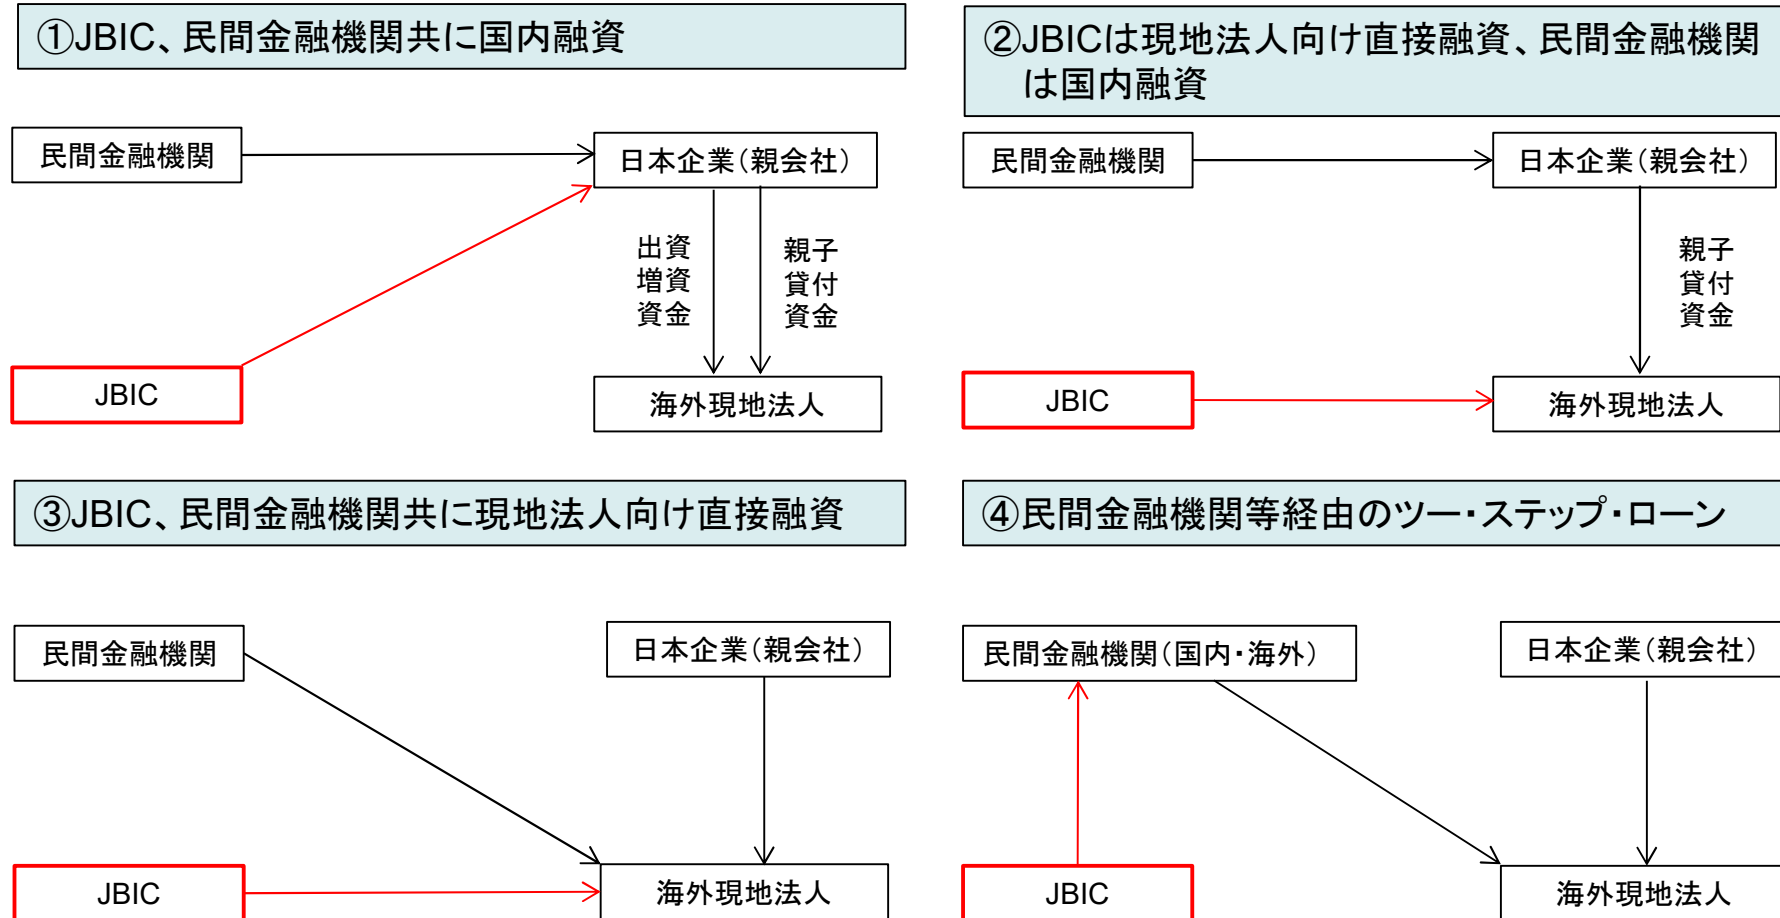 ①JBIC、民間金融機関共に国内融資
民間金融機関
日本企業（親会社）
出資
増資
資金
親子
貸付
資金
JBIC
海外現地法人
②JBICは現地法人向け直接融資、民間金融機関
は国内融資
民間金融機関
日本企業（親会社）
親子
貸付
資金
JBIC
海外現地法人
③JBIC、民間金融機関共に現地法人向け直接融資
民間金融機関
日本企業（親会社）
JBIC
海外現地法人
④民間金融機関等経由のツー・ステップ・ローン
民間金融機関（国内・海外）
日本企業（親会社）
JBIC
海外現地法人